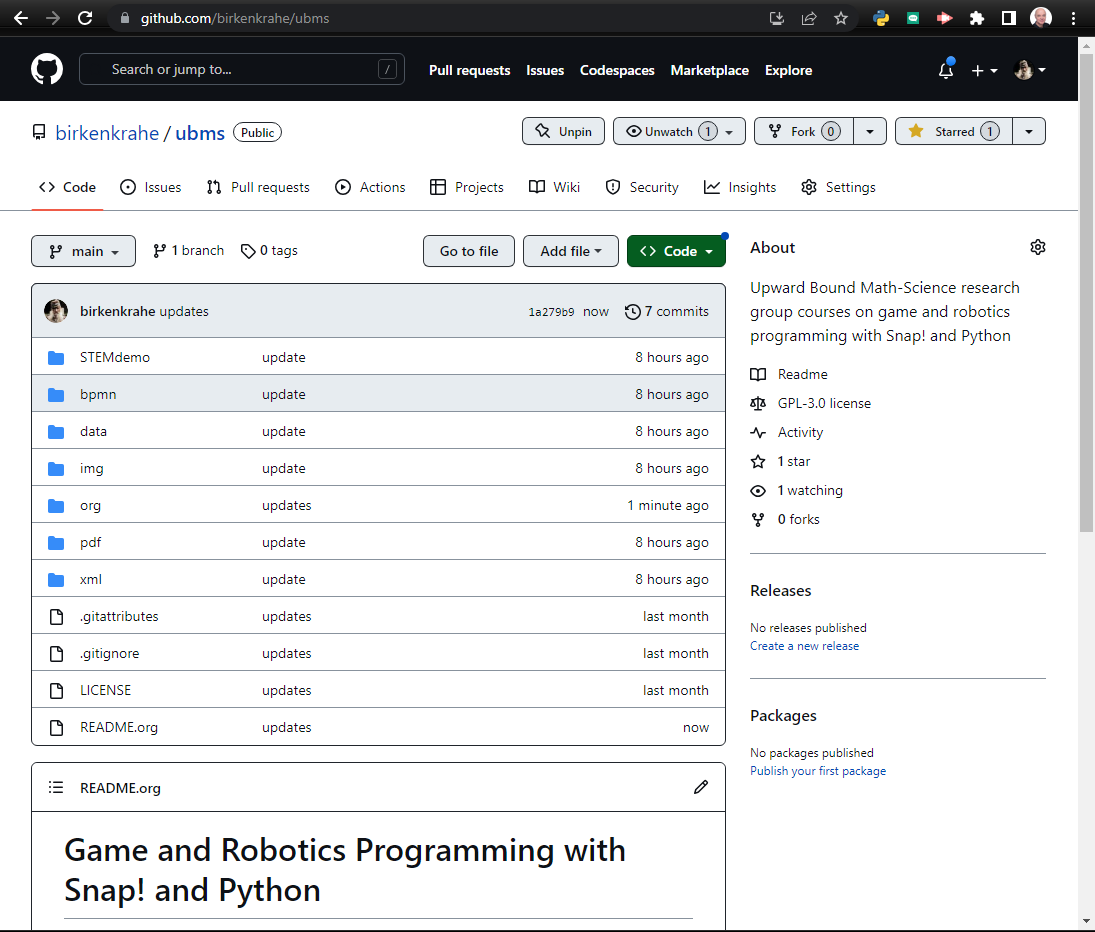 github.com/birkenkrahe/ubms
Search or jump to... /
Pull requests Issues Codespaces Marketplace Explore
birkenkrahe / ubms Public
Unpin Unwatch 1 Fork 0 Starred 1
Code Issues Pull requests Actions Projects Wiki Security Insights Settings
main 1 branch 0 tags Go to file Add file Code
birkenkrahe updates 1a279b9 now 7 commits
STEMdemo update 8 hours ago
bpmn update 8 hours ago
data update 8 hours ago
img update 8 hours ago
org updates 1 minute ago
pdf update 8 hours ago
xml update 8 hours ago
.gitattributes updates last month
.gitignore updates last month
LICENSE updates last month
README.org updates now
README.org
Game and Robotics Programming with
Snap! and Python
About
Upward Bound Math-Science research
group courses on game and robotics
programming with Snap! and Python
Readme
GPL-3.0 license
Activity
1 star
1 watching
0 forks
Releases
No releases published
Create a new release
Packages
No packages published
Publish your first package